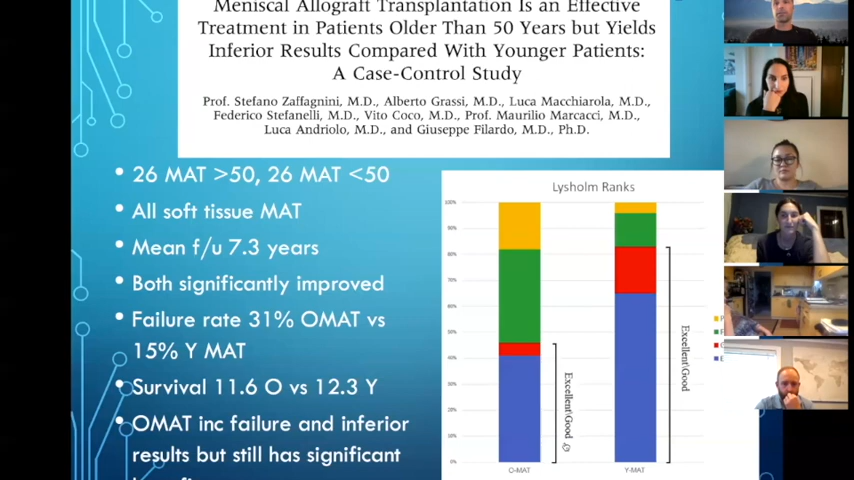 Meniscal Allograft Transplantation Is an Effective
Treatment in Patients Older Than 50 Years but Yields
Inferior Results Compared With Younger Patients:
A Case-Control Study
Prof. Stefano Zaffagnini, M.D., Alberto Grassi, M.D., Luca Macchiarola, M.D.,
Federico Stefanelli, M.D., Vito Coco, M.D., Prof. Maurilio Marcacci, M.D.,
Luca Andriolo, M.D., and Giuseppe Filardo, M.D., Ph.D.
• 26 MAT >50, 26 MAT <50
• All soft tissue MAT
• Mean f/u 7.3 years
• Both significantly improved
• Failure rate 31% OMAT vs
15% Y MAT
• Survival 11.6 O vs 12.3 Y
• OMAT inc failure and inferior
results but still has significant
Lysholm Ranks
100%
90%
80%
70%
60%
50%
40%
30%
20%
10%
0%
Excellent\Good
Excellent\Good
O-MAT
Y-MAT